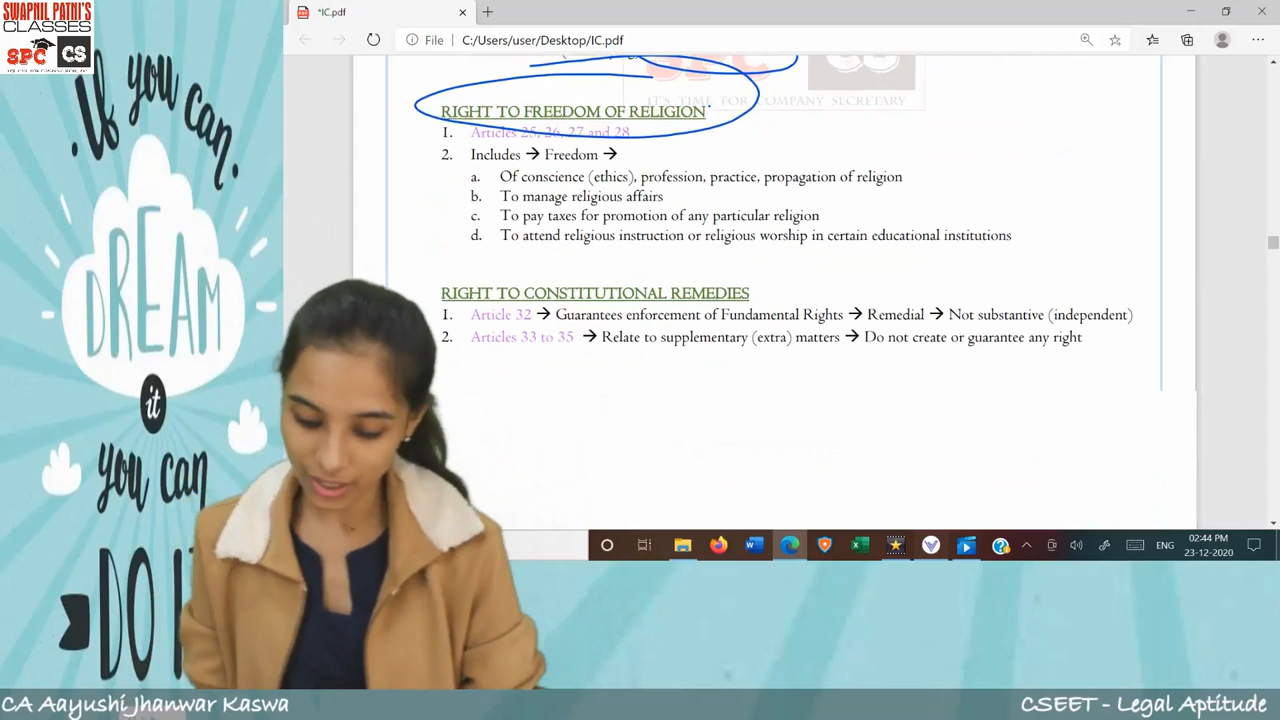 SWAPNIL PATNI'S
CLASSES
SPC CS
If you can
DREAM
it
you can
DO I
*IC.pdf
File C:/Users/user/Desktop/IC.pdf
IT'S TIME FOR COMPANY SECRETARY
RIGHT TO FREEDOM OF RELIGION
1. Articles 25, 26, 27 and 28
2. Includes → Freedom →
a. Of conscience (ethics), profession, practice, propagation of religion
b. To manage religious affairs
c. To pay taxes for promotion of any particular religion
d. To attend religious instruction or religious worship in certain educational institutions
RIGHT TO CONSTITUTIONAL REMEDIES
1. Article 32 → Guarantees enforcement of Fundamental Rights → Remedial → Not substantive (independent)
2. Articles 33 to 35 → Relate to supplementary (extra) matters → Do not create or guarantee any right
ENG
02:44 PM
23-12-2020
CA Aayushi Jhanwar Kaswa
CSEET - Legal Aptitude